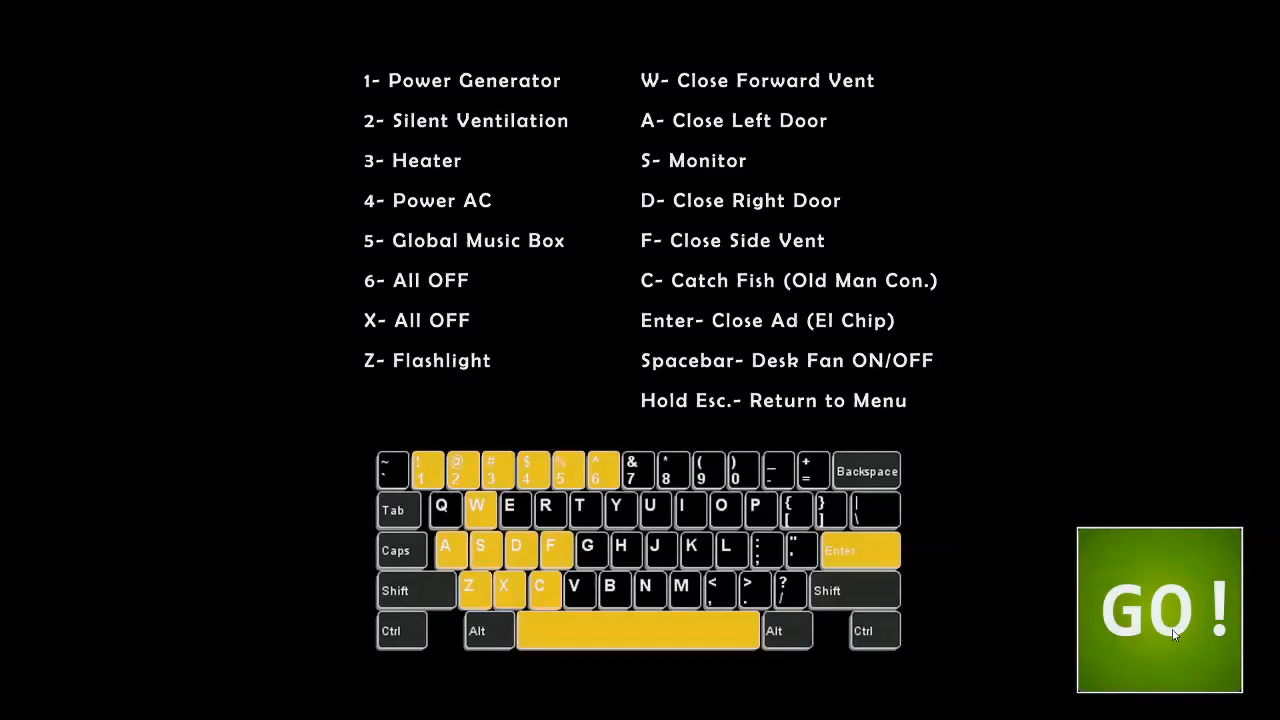 1- Power Generator
2- Silent Ventilation
3- Heater
4- Power AC
5- Global Music Box
6- All OFF
X- All OFF
Z- Flashlight
W- Close Forward Vent
A- Close Left Door
S- Monitor
D- Close Right Door
F- Close Side Vent
C- Catch Fish (Old Man Con.)
Enter- Close Ad (El Chip)
Spacebar- Desk Fan ON/OFF
Hold Esc.- Return to Menu
~ ! @ # $ % ^ & * ( ) _ +
` 1 2 3 4 5 6 7 8 9 0 - = Backspace
Tab Q W E R T Y U I O P { [ } ] | \
Caps A S D F G H J K L : ; " ' Enter
Shift Z X C V B N M < , > . ? / Shift
Ctrl Alt Alt Ctrl
GO!